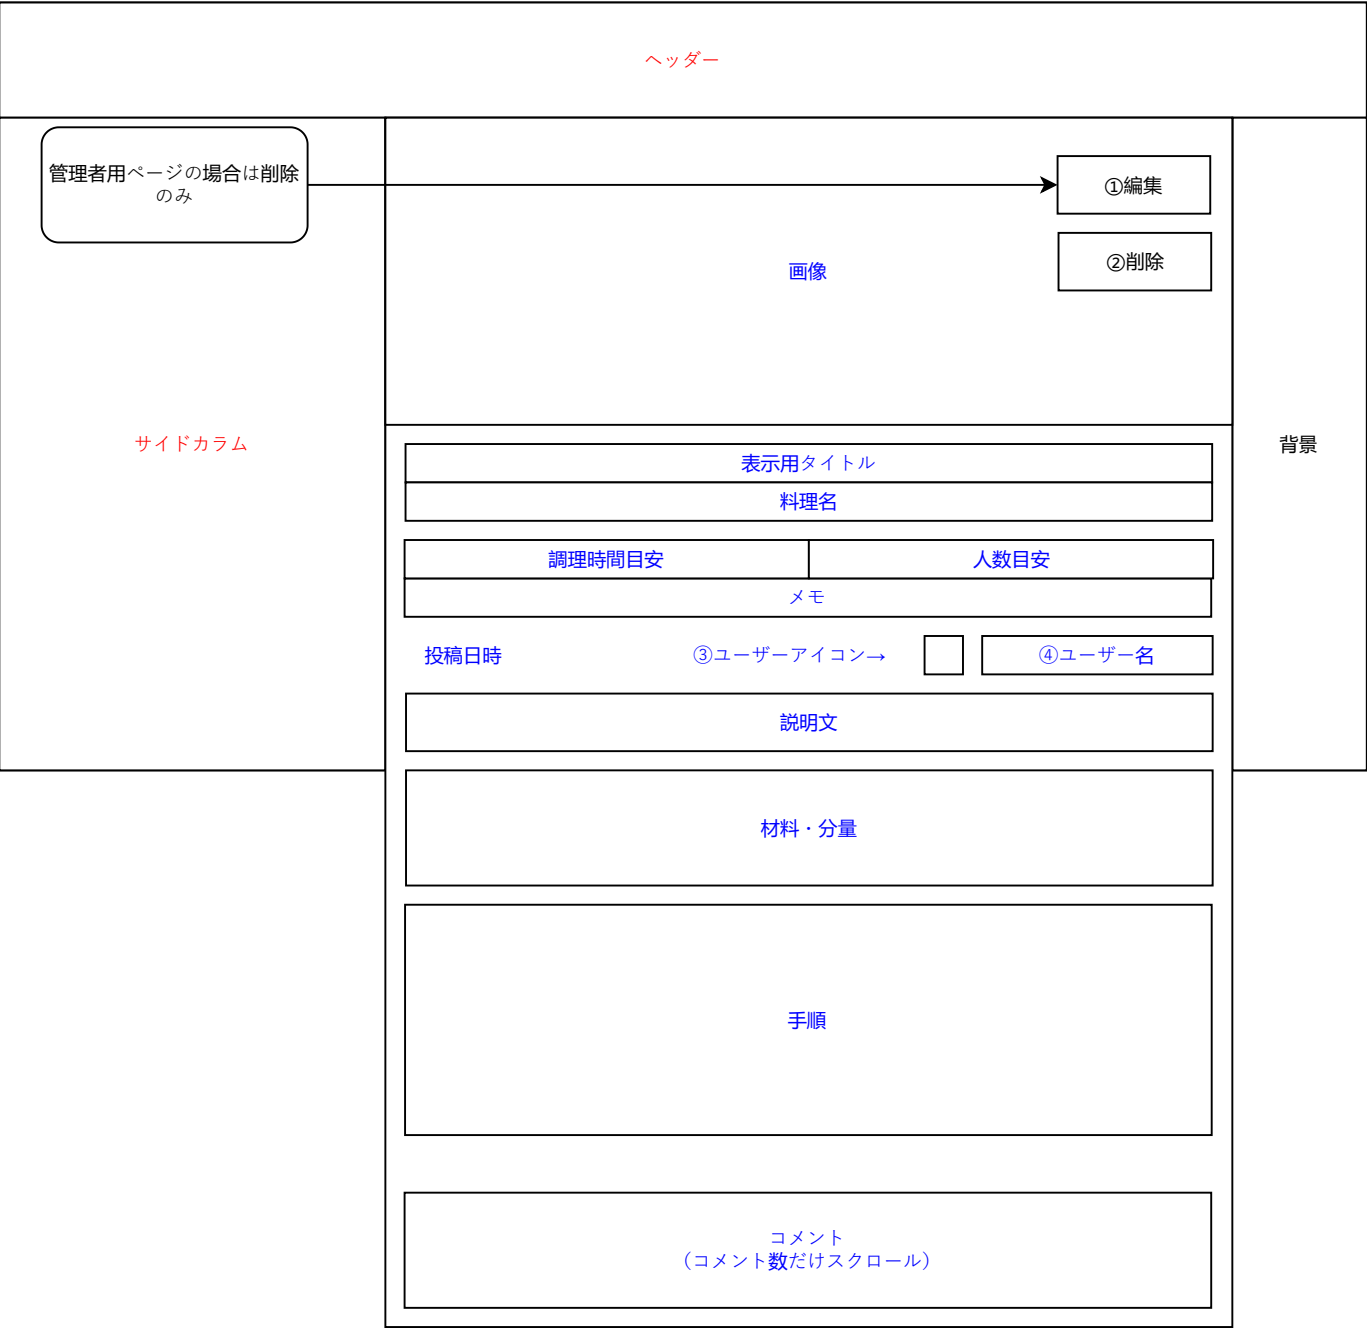 ヘッダー
管理者用ページの場合は削除
のみ
①編集
②削除
画像
サイドカラム
背景
表示用タイトル
料理名
調理時間目安
人数目安
メモ
投稿日時
③ユーザーアイコン→
④ユーザー名
説明文
材料・分量
手順
コメント
（コメント数だけスクロール）